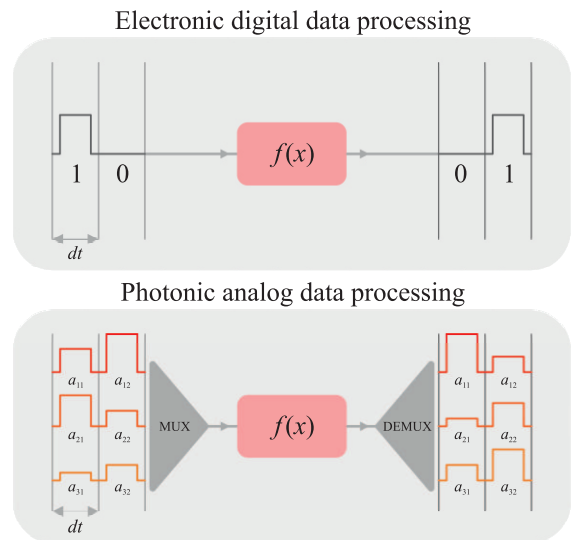 Electronic digital data processing
f(x)
1 0 0 1
dt
Photonic analog data processing
a11 a12 a11 a12
a21 a22 MUX f(x) DEMUX a21 a22
a31 a32 a31 a32
dt